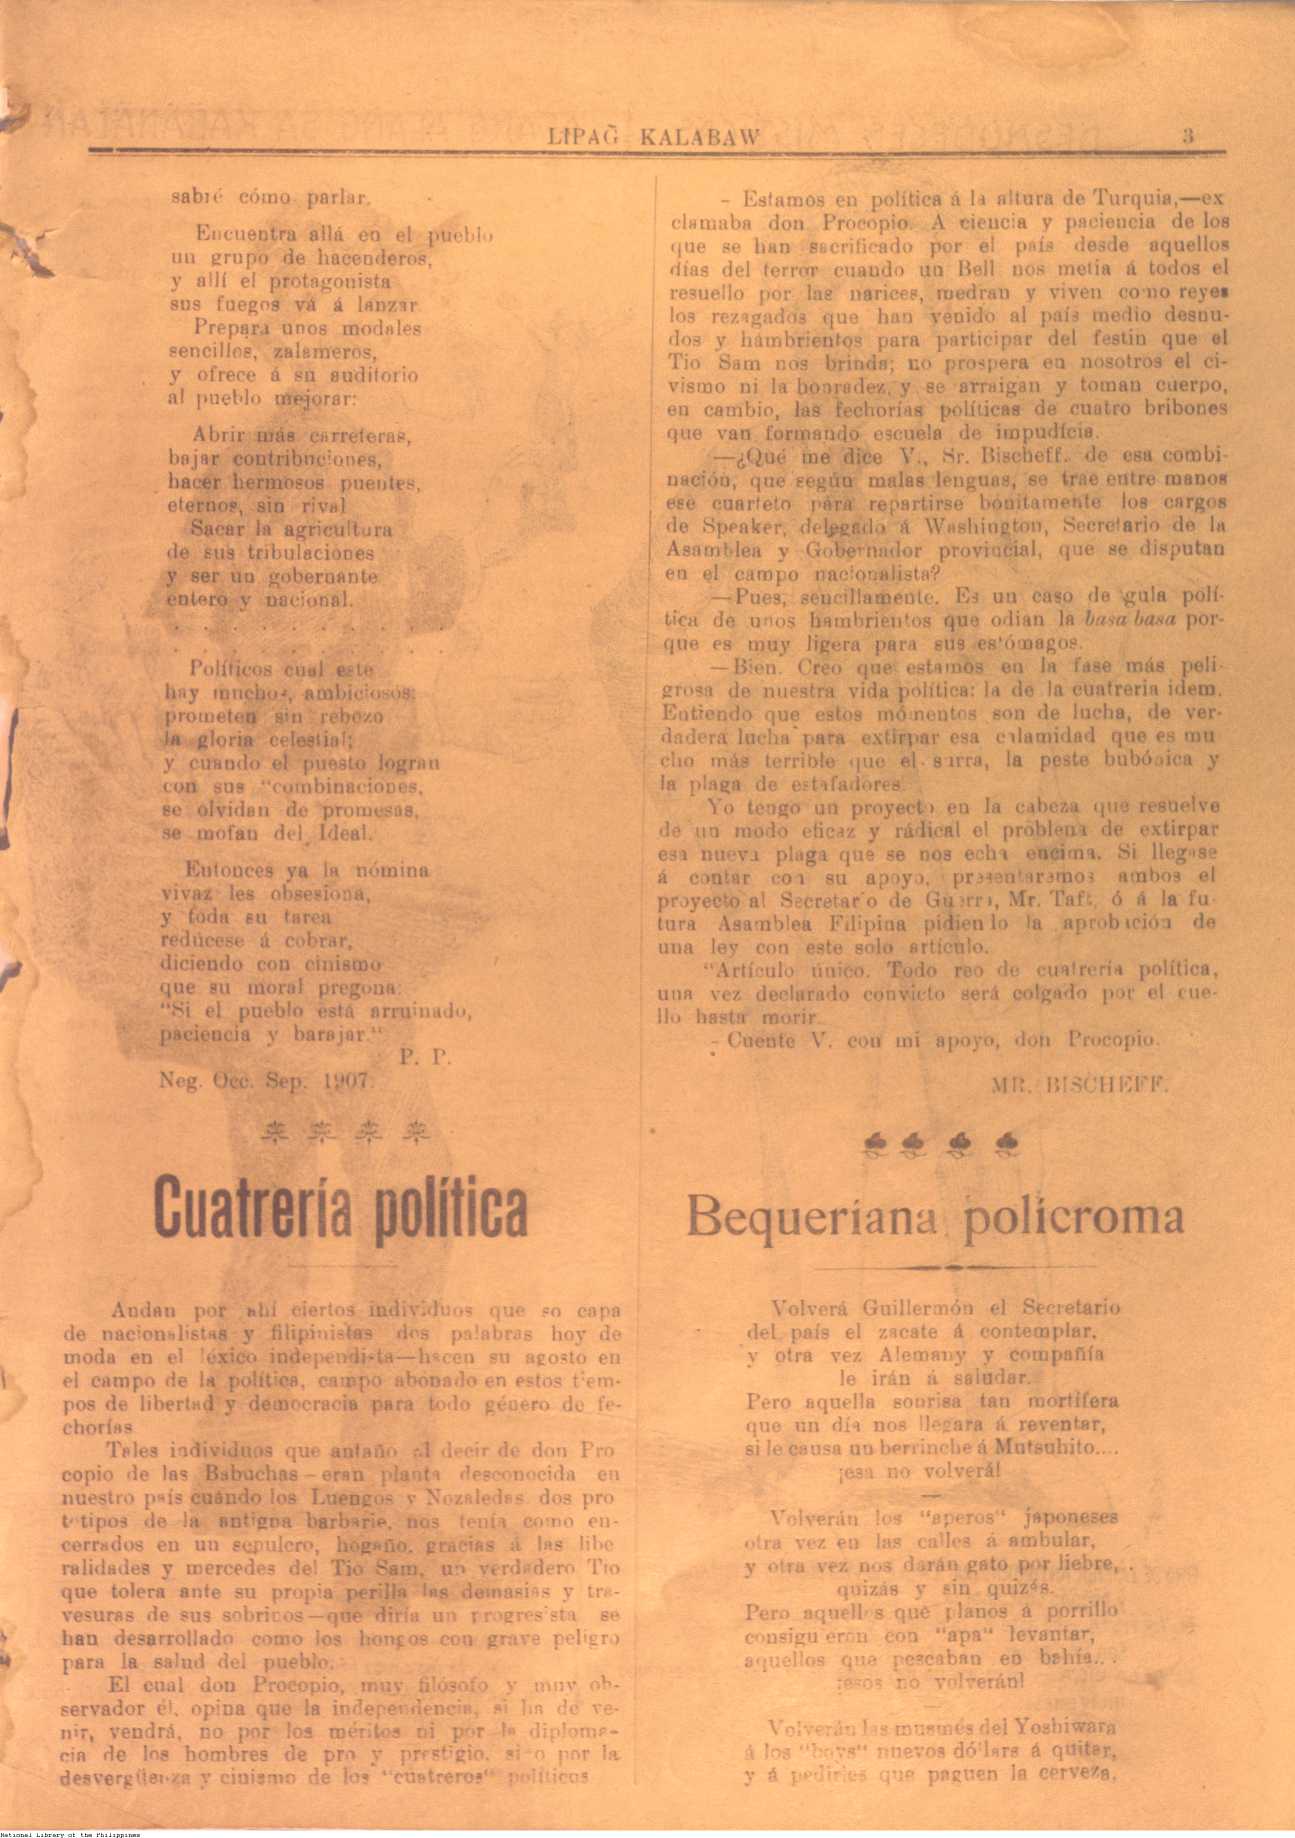 LIPAG̃ KALABAW
3
sabré cómo parlar.
Encuentra allá en el pueblo
un grupo de hacenderos,
y allí el protagonista
sus fuegos vá á lanzar
Prepara unos modales
sencillos, zalameros,
y ofrece á su auditorio
al pueblo mejorar:
Abrir más carreteras,
bajar contribuciones,
hacer hermosos puentes,
eternos, sin rival
Sacar la agricultura
de sus tribulaciones
y ser un gobernante
entero y nacional.
. . . . . . . . . . . .
. . . . . . . . . . . .
Políticos cual este
hay muchos, ambiciosos;
prometen sin rebozo
la gloria celestial;
y cuando el puesto logran
con sus "combinaciones,
se olvidan de promesas,
se mofan del Ideal.
Entonces ya la nómina
vivaz les obsesiona,
y toda su tarea
redúcese á cobrar,
diciendo con cinismo
que su moral pregona:
"Si el pueblo está arruinado,
paciencia y barajar."
P. P.
Neg. Occ. Sep. 1907.
Cuatrería política
Andan por ahí ciertos individuos que so capa
de nacionalistas y filipinistas dos palabras hoy de
moda en el léxico independista—hacen su agosto en
el campo de la política, campo abonado en estos tiem-
pos de libertad y democracia para todo género de fe-
chorías
Tales individuos que antaño al decir de don Pro
copio de las Babuchas—eran planta desconocida en
nuestro país cuándo los Luengos y Nozaledas, dos pro
totipos de la antigna barbarie, nos tenía como en-
cerrados en un sepulcro, hogaño, gracias á las libe
ralidades y mercedes del Tio Sam, un verdadero Tio
que tolera ante su propia perilla las demasias y tra-
vesuras de sus sobrinos—que diría un progresista se
han desarrollado como los hongos con grave peligro
para la salud del pueblo.
El cual don Procopio, muy filósofo y muy ob-
servador él, opina que la independencia, si ha de ve-
nir, vendrá, no por los méritos ni por la diploma-
cia de los hombres de pro y prestigio, sino por la
desvergüenza y cinismo de los "cuatreros" políticos
- Estamos en política á la altura de Turquia,—ex
clamaba don Procopio. A ciencia y paciencia de los
que se han sacrificado por el país desde aquellos
días del terror cuando un Bell nos metia á todos el
resuello por las narices, medran y viven como reyes
los rezagados que han venido al país medio desnu-
dos y hambrientos para participar del festin que el
Tio Sam nos brinda; no prospera en nosotros el ci-
vismo ni la honradez, y se arraigan y toman cuerpo,
en cambio, las fechorías políticas de cuatro bribones
que van formando escuela de impudícia.
—¿Qué me dice V., Sr. Bischeff.. de esa combi-
nación, que según malas lenguas, se trae entre manos
ese cuarteto para repartirse bonitamente los cargos
de Speaker, delegado á Washington, Secretario de la
Asamblea y Gobernador provincial, que se disputan
en el campo nacionalista?
—Pues, sencillamente. Es un caso de gula polí-
tica de unos hambrientos que odian la basa basa por-
que es muy ligera para sus estómagos.
—Bien. Creo que estamos en la fase más peli-
grosa de nuestra vida política: la de la cuatreria idem.
Entiendo que estos momentos son de lucha, de ver-
dadera lucha para extirpar esa calamidad que es mu
cho más terrible que el surra, la peste bubónica y
la plaga de estafadores.
Yo tengo un proyecto en la cabeza que resuelve
de un modo eficaz y rádical el problema de extirpar
esa nueva plaga que se nos echa encima. Si llegase
á contar con su apoyo, presentaremos ambos el
proyecto al Secretario de Guerra, Mr. Taft, ó á la fu-
tura Asamblea Filipina pidiendo la aprobación de
una ley con este solo artículo.
"Artículo único. Todo reo de cuatrería política,
una vez declarado convicto será colgado por el cue-
llo hasta morir.
- Cuente V. con mi apoyo, don Procopio.
MR. BISCHEFF.
Bequeriana polícroma
Volverá Guillermón el Secretario
del país el zacate á contemplar,
y otra vez Alemany y compañía
le irán á saludar.
Pero aquella sonrisa tan mortífera
que un día nos llegara á reventar,
si le causa un berrinche á Mutsuhito....
¡esa no volverá!
Volverán los "aperos" japoneses
otra vez en las calles á ambular,
y otra vez nos darán gato por liebre,
quizás y sin quizás.
Pero aquellos que planos á porrillo
consiguieron con "apa" levantar,
aquellos que pescaban en bahía...
¡esos no volverán!
Volverán las musmés del Yoshiwara
á los "boys" nuevos dóllars á quitar,
y á pedirles que paguen la cerveza,
National Library of the Philippines